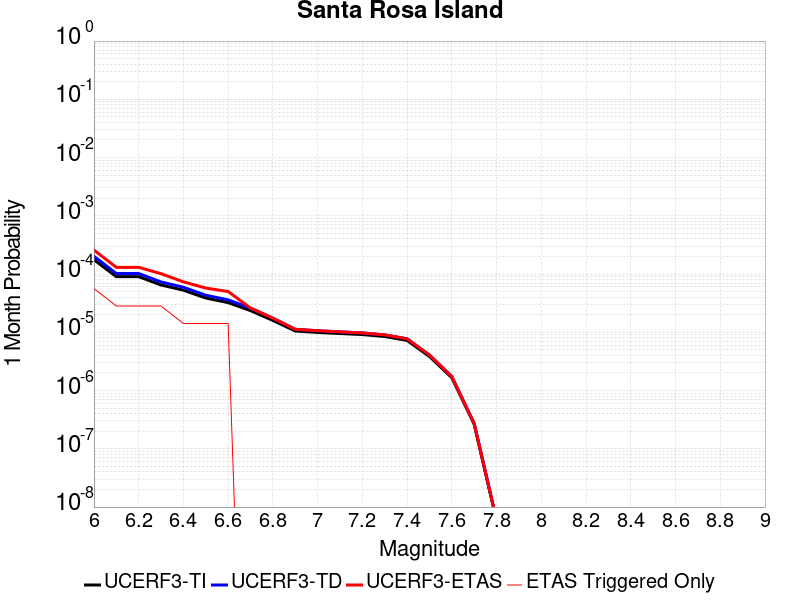 Santa Rosa Island
10^0
10^-1
10^-2
10^-3
10^-4
10^-5
10^-6
10^-7
10^-8
1 Month Probability
6 6.2 6.4 6.6 6.8 7 7.2 7.4 7.6 7.8 8 8.2 8.4 8.6 8.8 9
Magnitude
UCERF3-TI UCERF3-TD UCERF3-ETAS ETAS Triggered Only